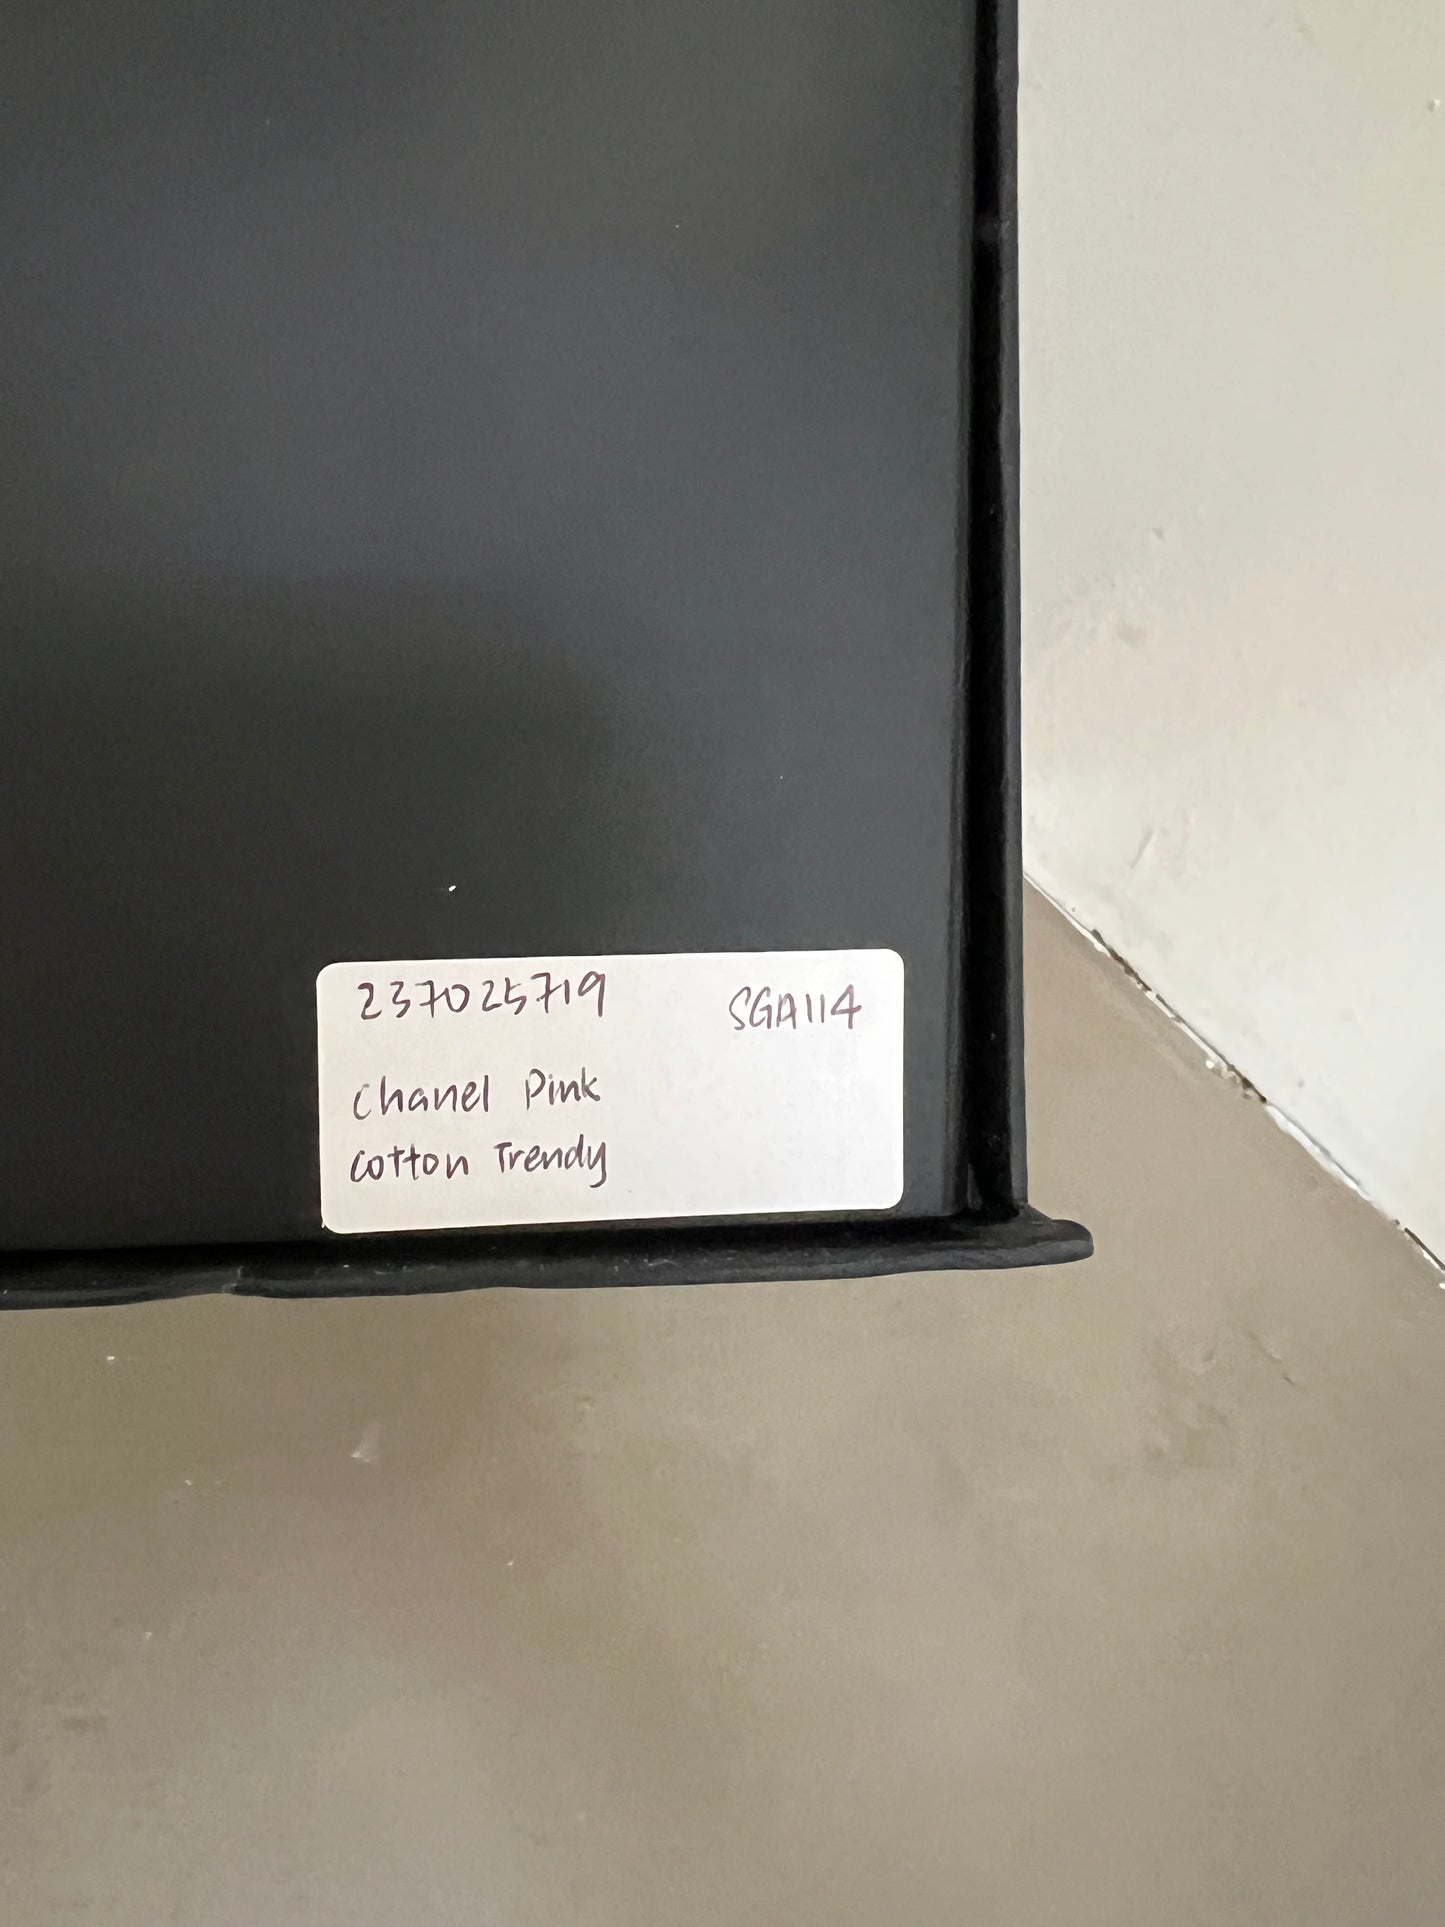 237025719 SGA114
Chanel Pink
Cotton Trendy